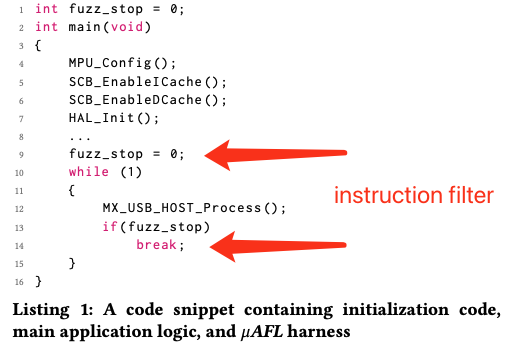 1 int fuzz_stop = 0;
2 int main(void)
3 {
4 MPU_Config();
5 SCB_EnableICache();
6 SCB_EnableDCache();
7 HAL_Init();
8 ...
9 fuzz_stop = 0;
10 while (1)
11 {
instruction filter
12 MX_USB_HOST_Process();
13 if(fuzz_stop)
14 break;
15 }
16 }
Listing 1: A code snippet containing initialization code,
main application logic, and μAFL harness